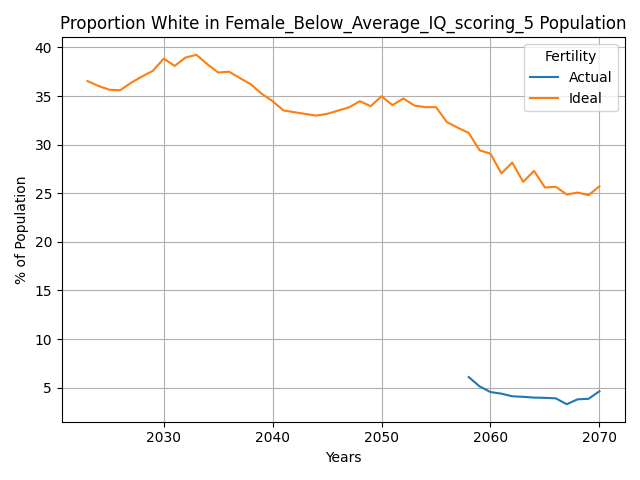 Proportion White in Female_Below_Average_IQ_scoring_5 Population
Fertility
Actual
Ideal
40
35
30
25
20
15
10
5
% of Population
2030 2040 2050 2060 2070
Years